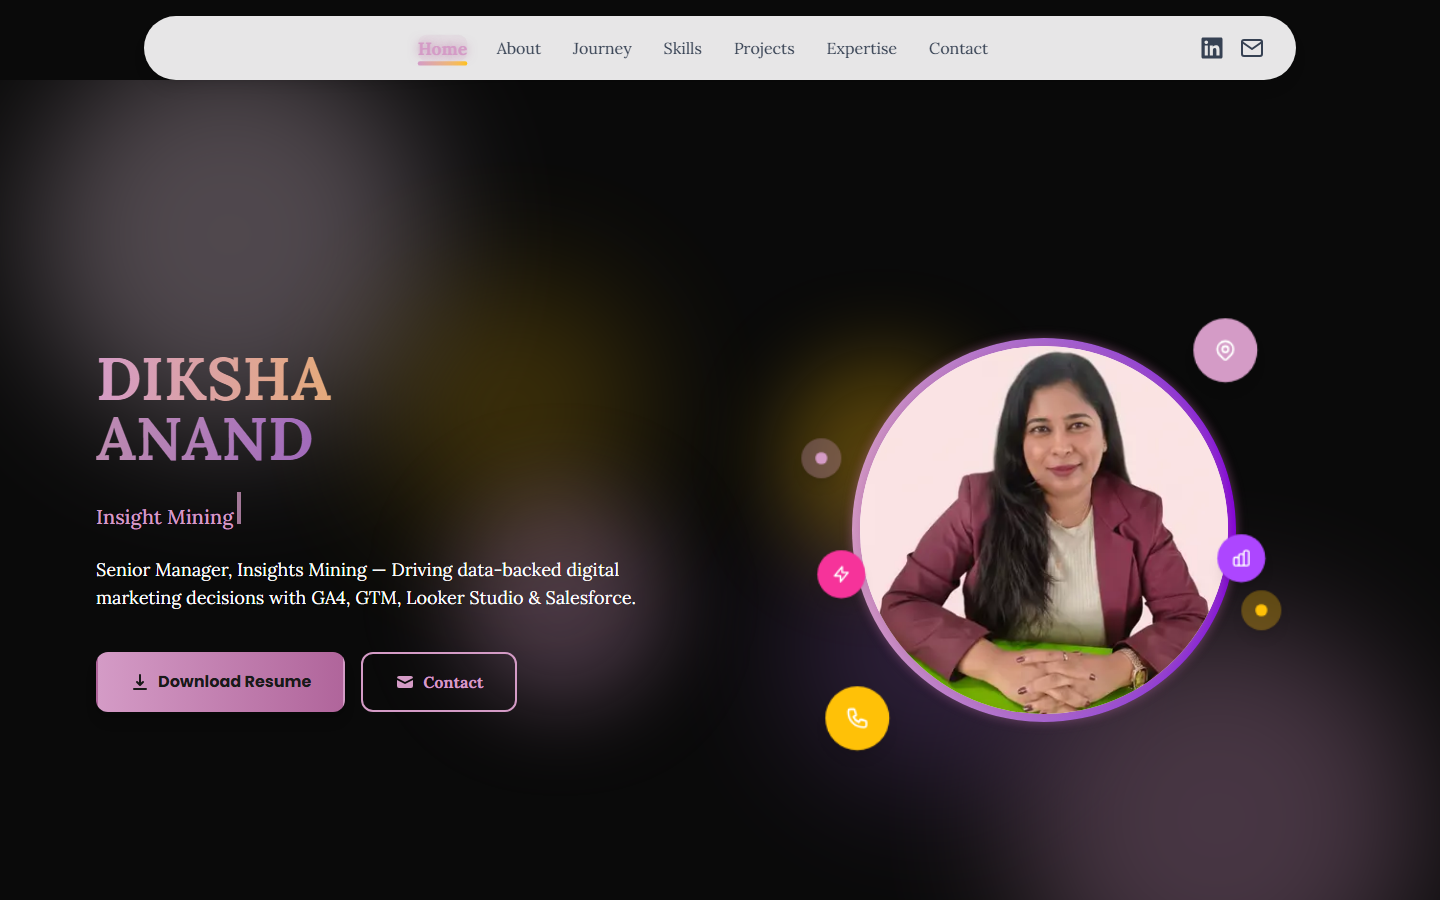 Home About Journey Skills Projects Expertise Contact
DIKSHA
ANAND
Insight Mining
Senior Manager, Insights Mining — Driving data-backed digital
marketing decisions with GA4, GTM, Looker Studio & Salesforce.
Download Resume Contact